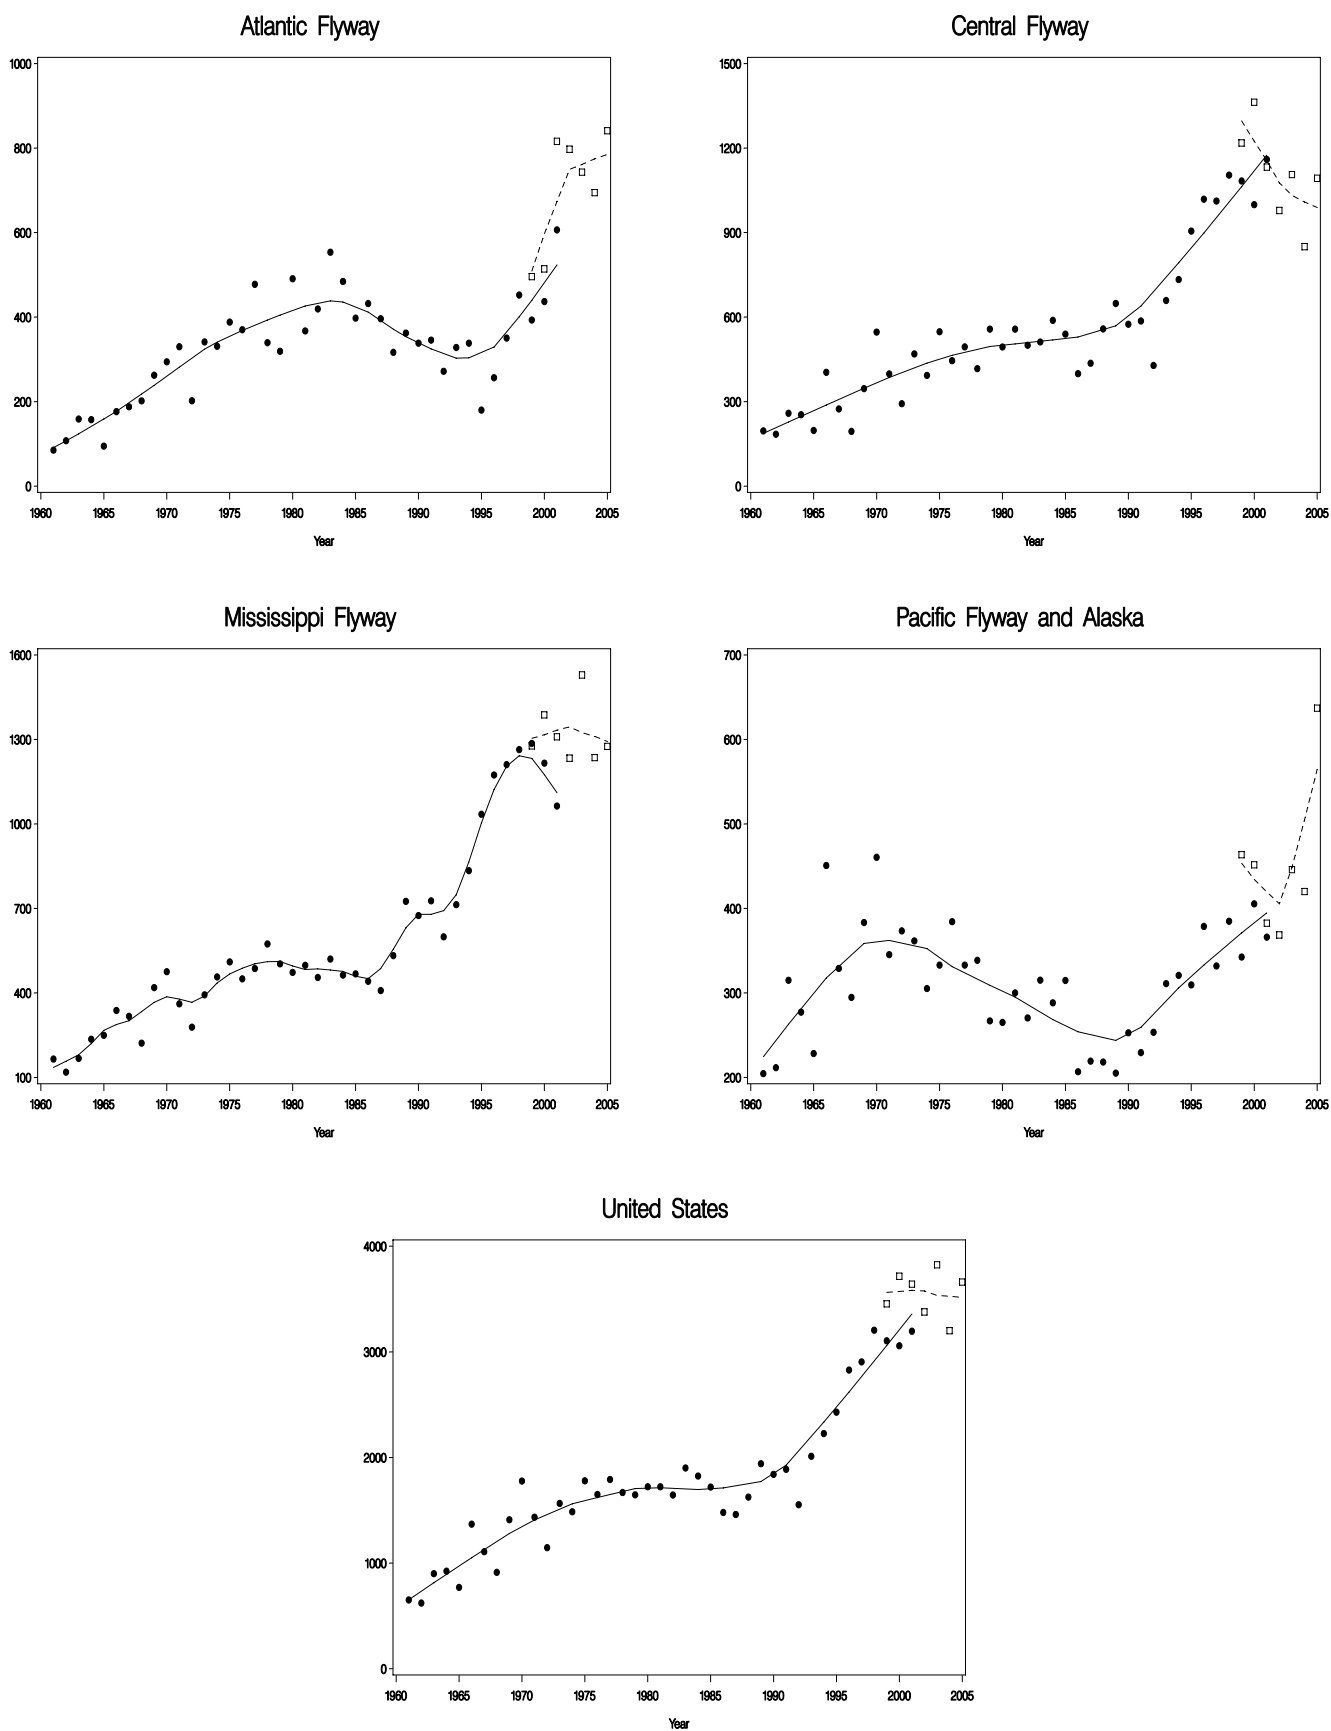 Atlantic Flyway
1000
800
600
400
200
0
1960 1965 1970 1975 1980 1985 1990 1995 2000 2005
Year
Central Flyway
1500
1200
900
600
300
0
1960 1965 1970 1975 1980 1985 1990 1995 2000 2005
Year
Mississippi Flyway
1600
1300
1000
700
400
100
1960 1965 1970 1975 1980 1985 1990 1995 2000 2005
Year
Pacific Flyway and Alaska
700
600
500
400
300
200
1960 1965 1970 1975 1980 1985 1990 1995 2000 2005
Year
United States
4000
3000
2000
1000
0
1960 1965 1970 1975 1980 1985 1990 1995 2000 2005
Year